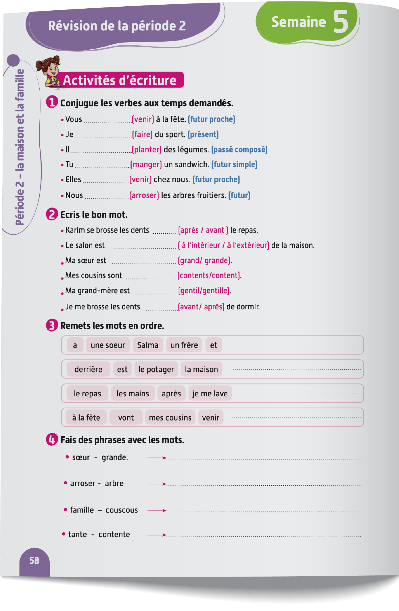 Révision de la période 2
Semaine 5
Période 2 – la maison et la famille
Activités d'écriture
1 Conjugue les verbes aux temps demandés.
• Vous ............(venir) à la fête. (futur proche)
• Je ............(faire) du sport. (présent)
• Il............(planter) des légumes. (passé composé)
• Tu............(manger) un sandwich. (futur simple)
• Elles............(venir) chez nous. (futur proche)
• Nous............(arroser) les arbres fruitiers. (futur)
2 Ecris le bon mot.
• Karim se brosse les dents ............(après / avant ) le repas.
• Le salon est ............( à l'intérieur / à l'extérieur) de la maison.
• Ma sœur est ............(grand/ grande).
• Mes cousins sont ............(contents/content).
• Ma grand-mère est ............(gentil/gentille).
• Je me brosse les dents ............(avant/ après) de dormir.
3 Remets les mots en ordre.
a une soeur Salma un frère et
derrière est le potager la maison ............
le repas les mains après je me lave ............
à la fête vont mes cousins venir ............
4 Fais des phrases avec les mots.
• sœur - grande. ............
• arroser - arbre ............
• famille – couscous ............
• tante - contente ............
58